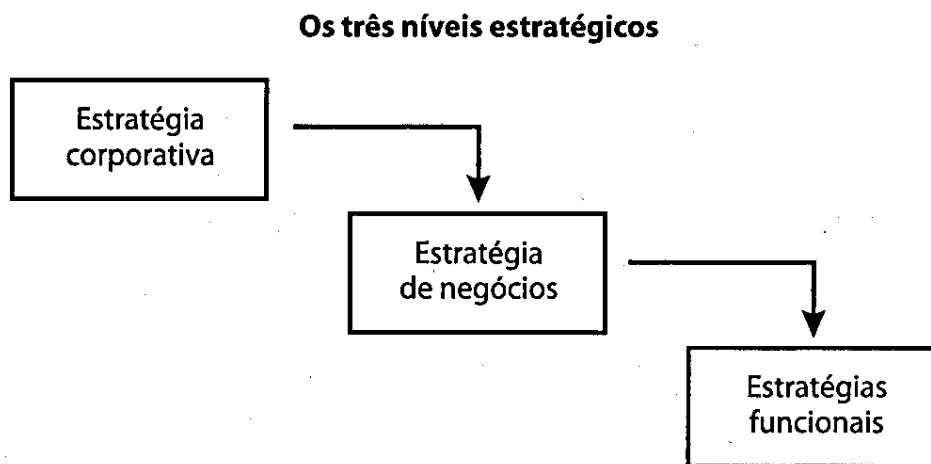 Os três níveis estratégicos
Estratégia
corporativa
Estratégia
de negócios
Estratégias
funcionais